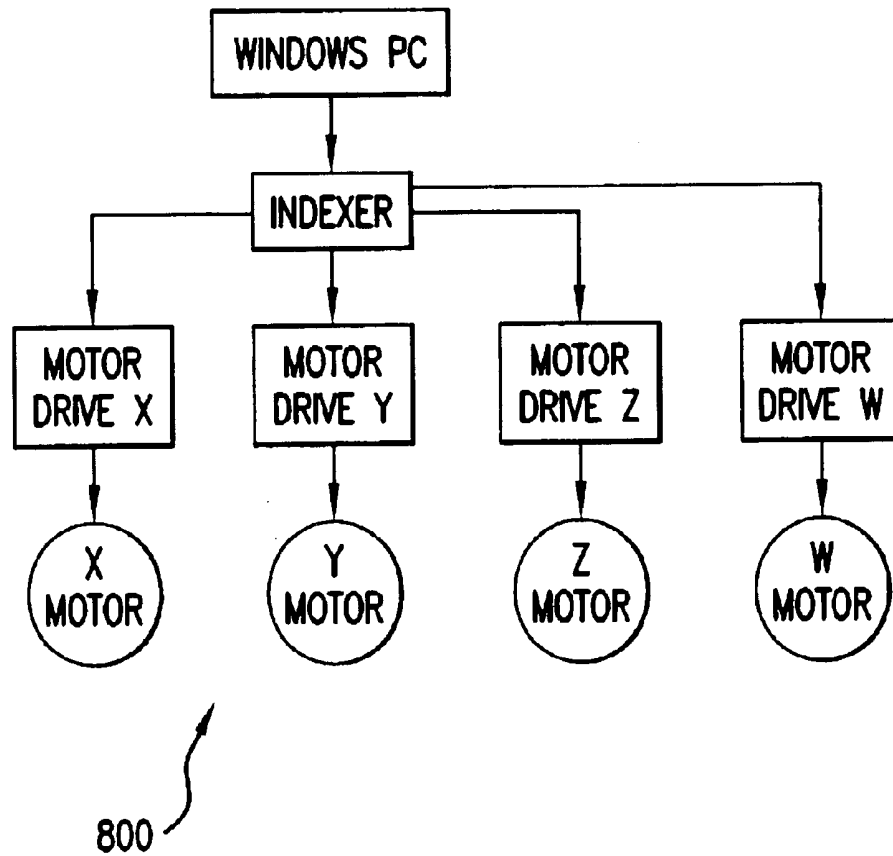 WINDOWS PC
INDEXER
MOTOR
DRIVE X
MOTOR
DRIVE Y
MOTOR
DRIVE Z
MOTOR
DRIVE W
X
MOTOR
Y
MOTOR
Z
MOTOR
W
MOTOR
800